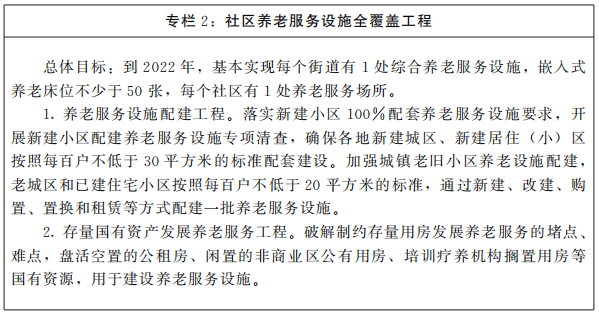 专栏 2：社区养老服务设施全覆盖工程
总体目标：到 2022 年，基本实现每个街道有 1 处综合养老服务设施，嵌入式
养老床位不少于 50 张，每个社区有 1 处养老服务场所。
1. 养老服务设施配建工程。落实新建小区 100%配套养老服务设施要求，开
展新建小区配建养老服务设施专项清查，确保各地新建城区、新建居住（小）区
按照每百户不低于 30 平方米的标准配套建设。加强城镇老旧小区养老设施配建，
老城区和已建住宅小区按照每百户不低于 20 平方米的标准，通过新建、改建、购
置、置换和租赁等方式配建一批养老服务设施。
2. 存量国有资产发展养老服务工程。破解制约存量用房发展养老服务的堵点、
难点，盘活空置的公租房、闲置的非商业区公有用房、培训疗养机构搁置用房等
国有资源，用于建设养老服务设施。